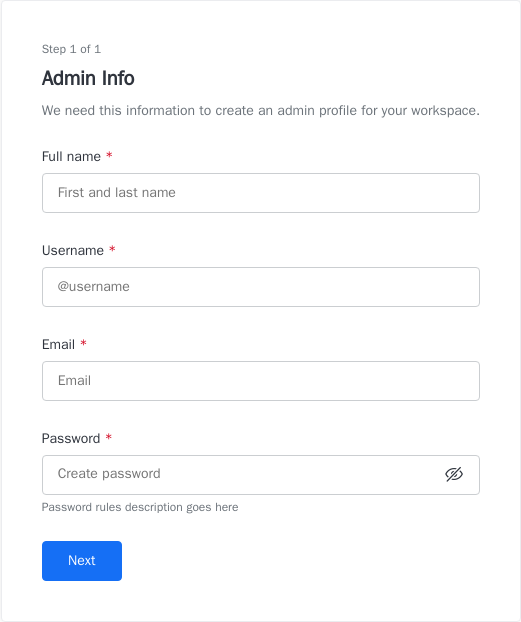 Step 1 of 1
Admin Info
We need this information to create an admin profile for your workspace.
Full name *
First and last name
Username *
@username
Email *
Email
Password *
Create password
Password rules description goes here
Next